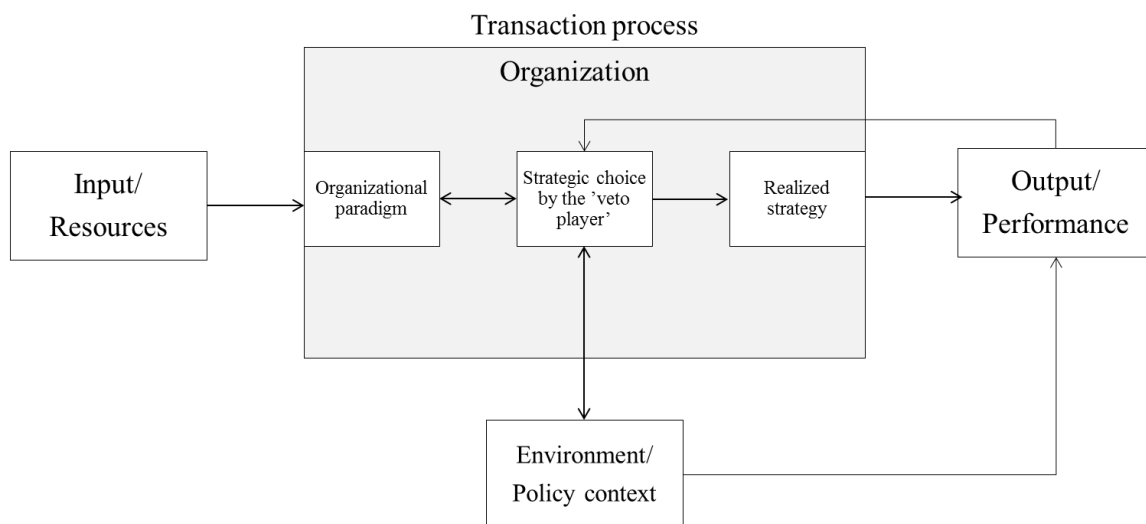 Transaction process
Organization
Input/
Resources
Organizational
paradigm
Strategic choice
by the ’veto
player’
Realized
strategy
Output/
Performance
Environment/
Policy context